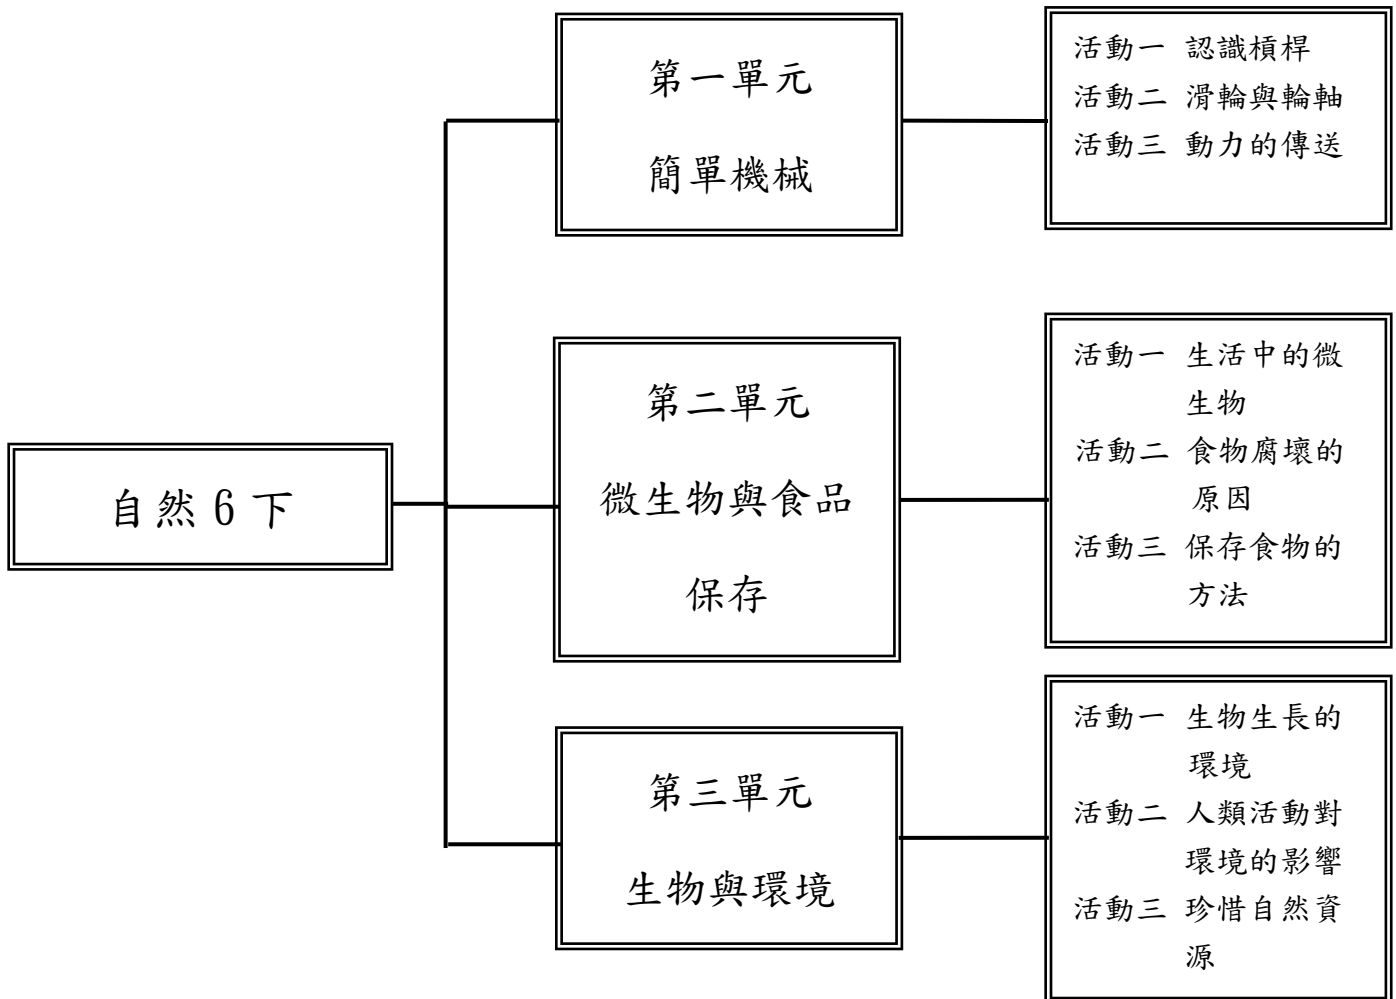 自然 6 下
第一單元
簡單機械
活動一 認識槓桿
活動二 滑輪與輪軸
活動三 動力的傳送
第二單元
微生物與食品
保存
活動一 生活中的微
生物
活動二 食物腐壞的
原因
活動三 保存食物的
方法
第三單元
生物與環境
活動一 生物生長的
環境
活動二 人類活動對
環境的影響
活動三 珍惜自然資
源